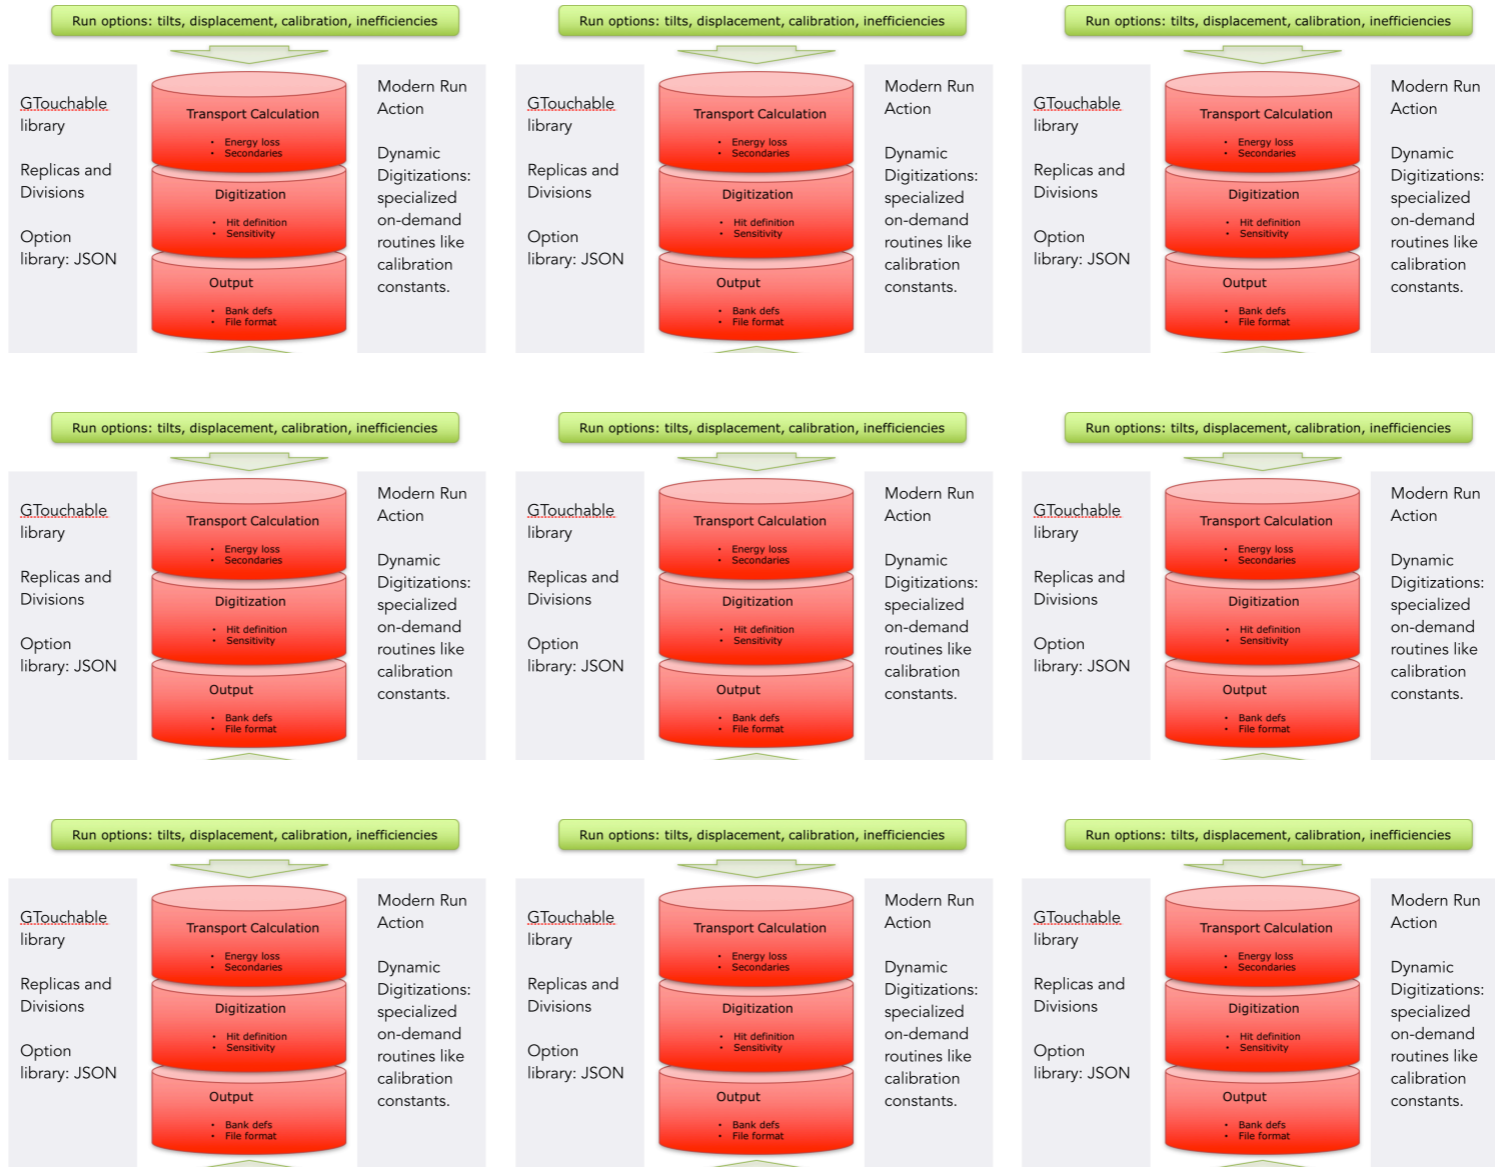 Run options: tilts, displacement, calibration, inefficiencies
GTouchable
library
Replicas and
Divisions
Option
library: JSON
Transport Calculation
• Energy loss
• Secondaries
Digitization
• Hit definition
• Sensitivity
Output
• Bank defs
• File format
Modern Run
Action
Dynamic
Digitizations:
specialized
on-demand
routines like
calibration
constants.
Run options: tilts, displacement, calibration, inefficiencies
GTouchable
library
Replicas and
Divisions
Option
library: JSON
Transport Calculation
• Energy loss
• Secondaries
Digitization
• Hit definition
• Sensitivity
Output
• Bank defs
• File format
Modern Run
Action
Dynamic
Digitizations:
specialized
on-demand
routines like
calibration
constants.
Run options: tilts, displacement, calibration, inefficiencies
GTouchable
library
Replicas and
Divisions
Option
library: JSON
Transport Calculation
• Energy loss
• Secondaries
Digitization
• Hit definition
• Sensitivity
Output
• Bank defs
• File format
Modern Run
Action
Dynamic
Digitizations:
specialized
on-demand
routines like
calibration
constants.
Run options: tilts, displacement, calibration, inefficiencies
GTouchable
library
Replicas and
Divisions
Option
library: JSON
Transport Calculation
• Energy loss
• Secondaries
Digitization
• Hit definition
• Sensitivity
Output
• Bank defs
• File format
Modern Run
Action
Dynamic
Digitizations:
specialized
on-demand
routines like
calibration
constants.
Run options: tilts, displacement, calibration, inefficiencies
GTouchable
library
Replicas and
Divisions
Option
library: JSON
Transport Calculation
• Energy loss
• Secondaries
Digitization
• Hit definition
• Sensitivity
Output
• Bank defs
• File format
Modern Run
Action
Dynamic
Digitizations:
specialized
on-demand
routines like
calibration
constants.
Run options: tilts, displacement, calibration, inefficiencies
GTouchable
library
Replicas and
Divisions
Option
library: JSON
Transport Calculation
• Energy loss
• Secondaries
Digitization
• Hit definition
• Sensitivity
Output
• Bank defs
• File format
Modern Run
Action
Dynamic
Digitizations:
specialized
on-demand
routines like
calibration
constants.
Run options: tilts, displacement, calibration, inefficiencies
GTouchable
library
Replicas and
Divisions
Option
library: JSON
Transport Calculation
• Energy loss
• Secondaries
Digitization
• Hit definition
• Sensitivity
Output
• Bank defs
• File format
Modern Run
Action
Dynamic
Digitizations:
specialized
on-demand
routines like
calibration
constants.
Run options: tilts, displacement, calibration, inefficiencies
GTouchable
library
Replicas and
Divisions
Option
library: JSON
Transport Calculation
• Energy loss
• Secondaries
Digitization
• Hit definition
• Sensitivity
Output
• Bank defs
• File format
Modern Run
Action
Dynamic
Digitizations:
specialized
on-demand
routines like
calibration
constants.
Run options: tilts, displacement, calibration, inefficiencies
GTouchable
library
Replicas and
Divisions
Option
library: JSON
Transport Calculation
• Energy loss
• Secondaries
Digitization
• Hit definition
• Sensitivity
Output
• Bank defs
• File format
Modern Run
Action
Dynamic
Digitizations:
specialized
on-demand
routines like
calibration
constants.